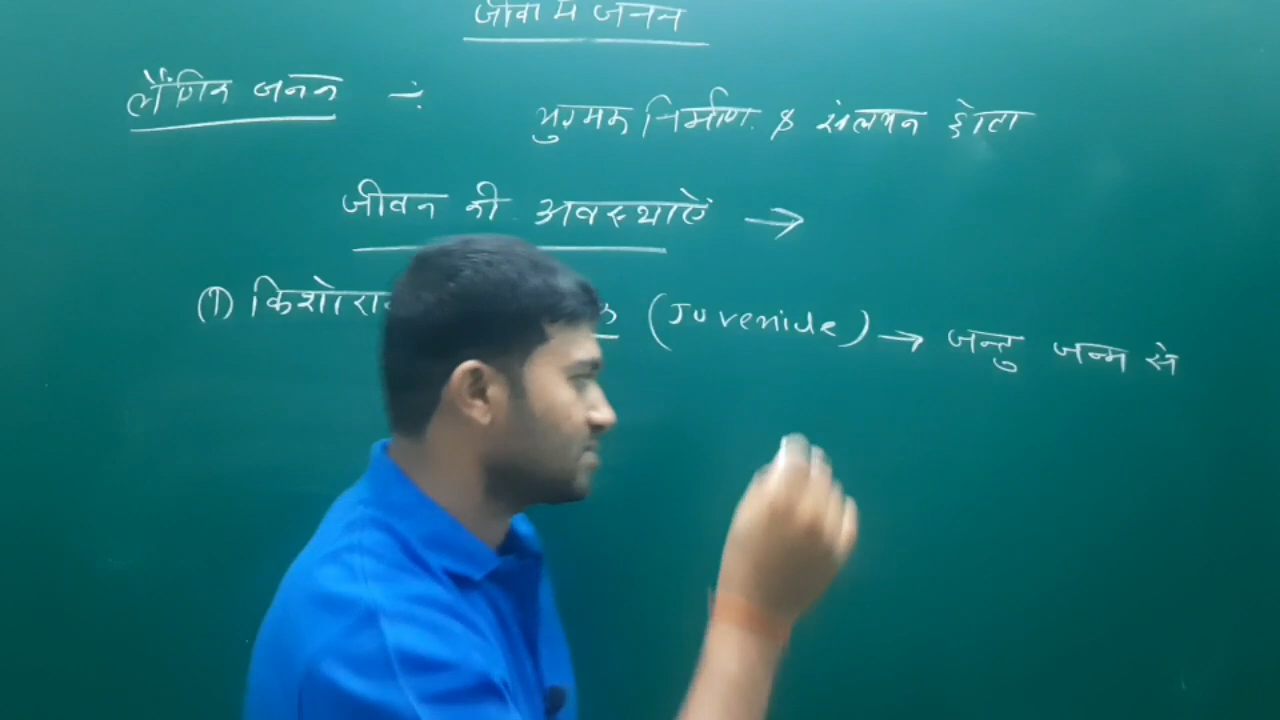 जीवों में जनन
लैंगिक जनन ÷ युग्मक निर्माण & संलयन होता
जीवन की अवस्थाऐं →
(1) किशोरा (Juvenile) → जन्तु जन्म से